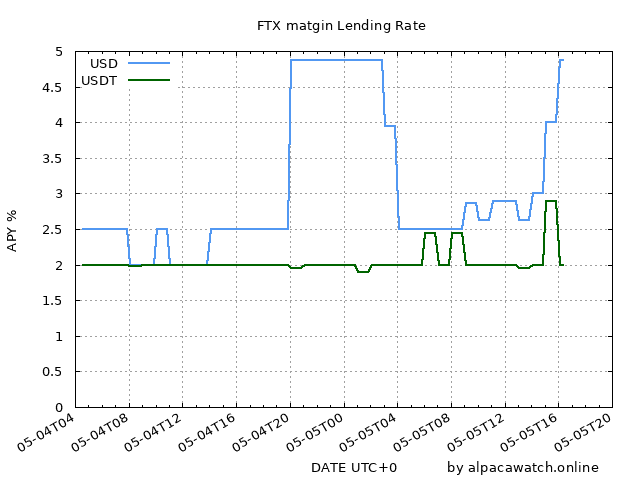 FTX matgin Lending Rate
USD
USDT
5
4.5
4
3.5
3
2.5
2
1.5
1
0.5
0
APY %
05-04T04
05-04T08
05-04T12
05-04T16
05-04T20
05-05T00
05-05T04
05-05T08
05-05T12
05-05T16
05-05T20
DATE UTC+0
by alpacawatch.online